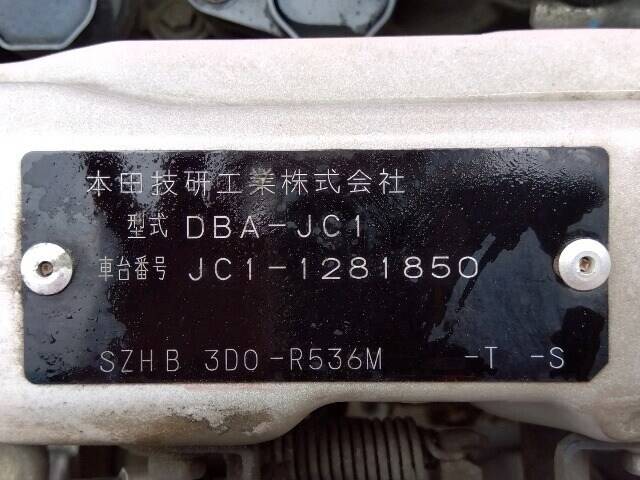 本田技研工業株式会社
型式 DBA-JC1
車台番号 JC1-1281850
SZHB 3D0-R536M -T -S